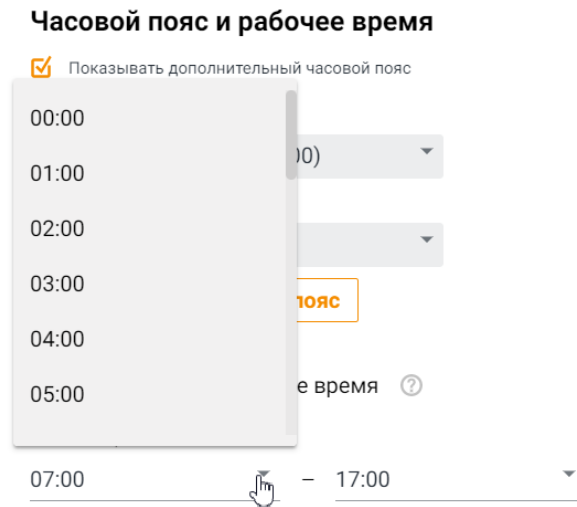 Часовой пояс и рабочее время
Показывать дополнительный часовой пояс
00:00
01:00
02:00
03:00
04:00
05:00
00)
пояс
е время
07:00 – 17:00